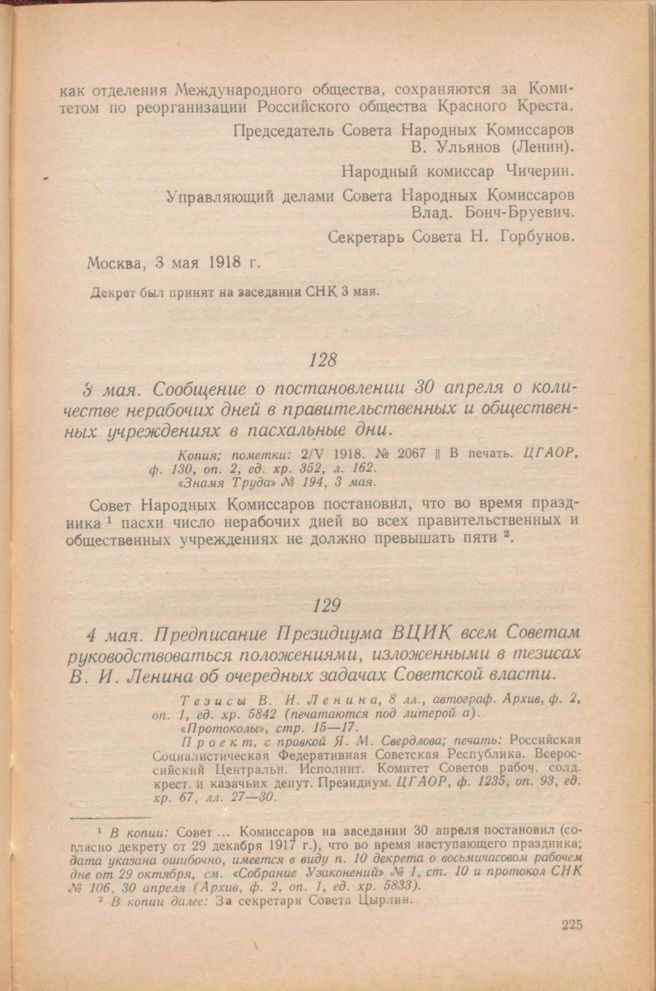 как отделения Международного общества, сохраняются за Коми-
тетом по реорганизации Российского общества Красного Креста.
Председатель Совета Народных Комиссаров
В. Ульянов (Ленин).
Народный комиссар Чичерин.
Управляющий делами Совета Народных Комиссаров
Влад. Бонч-Бруевич.
Секретарь Совета Н. Горбунов.
Москва, 3 мая 1918 г.
Декрет был принят на заседании СНК 3 мая.
128
3 мая. Сообщение о постановлении 30 апреля о коли-
честве нерабочих дней в правительственных и обществен-
ных учреждениях в пасхальные дни.
Копия; пометки: 2/V 1918. № 2067 || В печать. ЦГАОР,
ф. 130, оп. 2, ед. хр. 352, л. 162.
«Знамя Труда» № 194, 3 мая.
Совет Народных Комиссаров постановил, что во время празд-
ника ¹ пасхи число нерабочих дней во всех правительственных и
общественных учреждениях не должно превышать пяти ².
129
4 мая. Предписание Президиума ВЦИК всем Советам
руководствоваться положениями, изложенными в тезисах
В. И. Ленина об очередных задачах Советской власти.
Тезисы В. И. Ленина, 8 лл., автограф. Архив, ф. 2,
оп. 1, ед. хр. 5842 (печатаются под литерой а).
«Протоколы», стр. 15—17.
Проект, с правкой Я. М. Свердлова; печать: Российская
Социалистическая Федеративная Советская Республика. Всерос-
сийский Центральн. Исполнит. Комитет Советов рабоч. солд.
крест. и казачьих депут. Президиум. ЦГАОР, ф. 1235, оп. 93, ед.
хр. 67, лл. 27—30.
¹ В копии: Совет ... Комиссаров на заседании 30 апреля постановил (со-
гласно декрету от 29 декабря 1917 г.), что во время наступающего праздника;
дата указана ошибочно, имеется в виду п. 10 декрета о восьмичасовом рабочем
дне от 29 октября, см. «Собрание Узаконений» № 1, ст. 10 и протокол СНК
№ 106, 30 апреля (Архив, ф. 2, оп. 1, ед. хр. 5833).
² В копии далее: За секретаря Совета Цырлин.
225